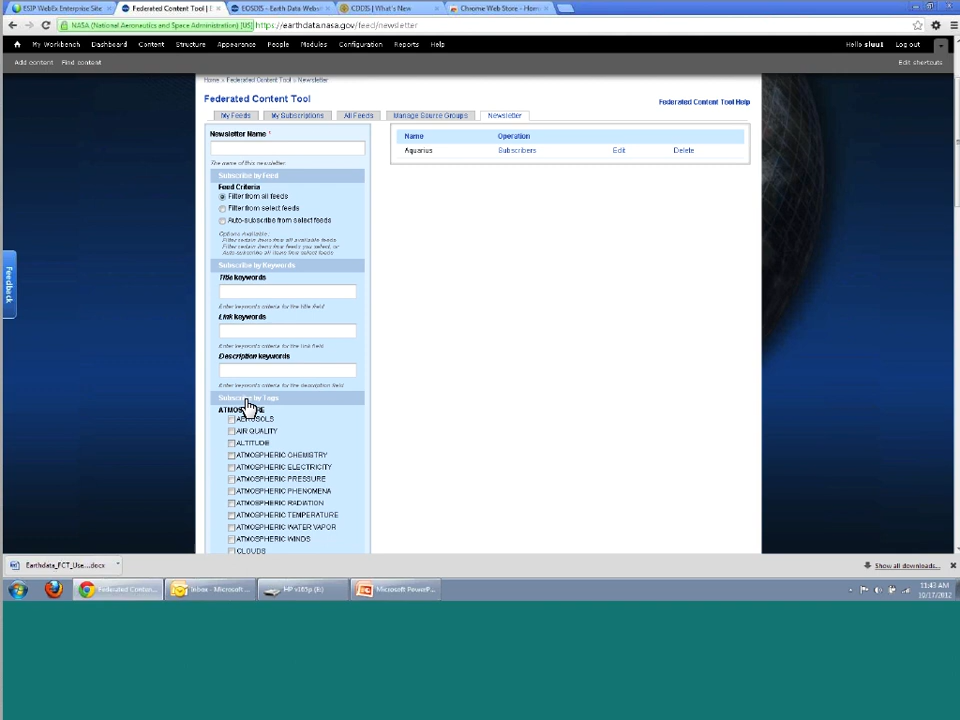 ESIP WebEx Enterprise Site
Federated Content Tool | E
EOSDIS - Earth Data Webs
CDDIS | What's New
Chrome Web Store - Hom
NASA (National Aeronautics and Space Administration) [US] https://earthdata.nasa.gov/feed/newsletter
My Workbench Dashboard Content Structure Appearance People Modules Configuration Reports Help
Hello sluu1 Log out
Add content Find content
Edit shortcuts
Home > Federated Content Tool > Newsletter
Federated Content Tool
Federated Content Tool Help
My Feeds My Subscriptions All Feeds Manage Source Groups Newsletter
Newsletter Name *
The name of this newsletter.
Subscribe by Feed
Feed Criteria
Filter from all feeds
Filter from select feeds
Auto-subscribe from select feeds
Options Available:
Filter certain items from all available feeds
Filter certain items from feeds you select, or
Auto-subscribe all items from select feeds
Subscribe by Keywords
Title keywords
Enter keywords criteria for the title field
Link keywords
Enter keywords criteria for the link field
Description keywords
Enter keywords criteria for the description field
Subscribe by Tags
AEROSOLS
AIR QUALITY
ALTITUDE
ATMOSPHERIC CHEMISTRY
ATMOSPHERIC ELECTRICITY
ATMOSPHERIC PRESSURE
ATMOSPHERIC PHENOMENA
ATMOSPHERIC RADIATION
ATMOSPHERIC TEMPERATURE
ATMOSPHERIC WATER VAPOR
ATMOSPHERIC WINDS
CLOUDS
Name Operation
Aquarius Subscribers Edit Delete
Feedback
Earthdata_FCT_Use....docx
Show all downloads...
Federated Conten...
Inbox - Microsoft ...
HP v165p (E:)
Microsoft PowerP...
11:43 AM
10/17/2012